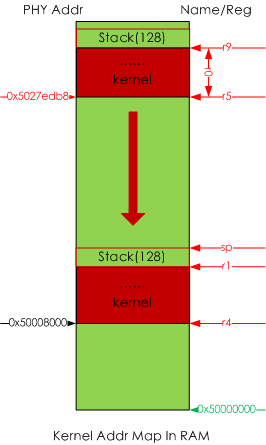 PHY Addr Name/Reg
Stack(128)
r9
......
r0
kernel
0x5027edb8
r5
sp
Stack(128)
r1
......
kernel
0x50008000
r4
0x50000000
Kernel Addr Map In RAM